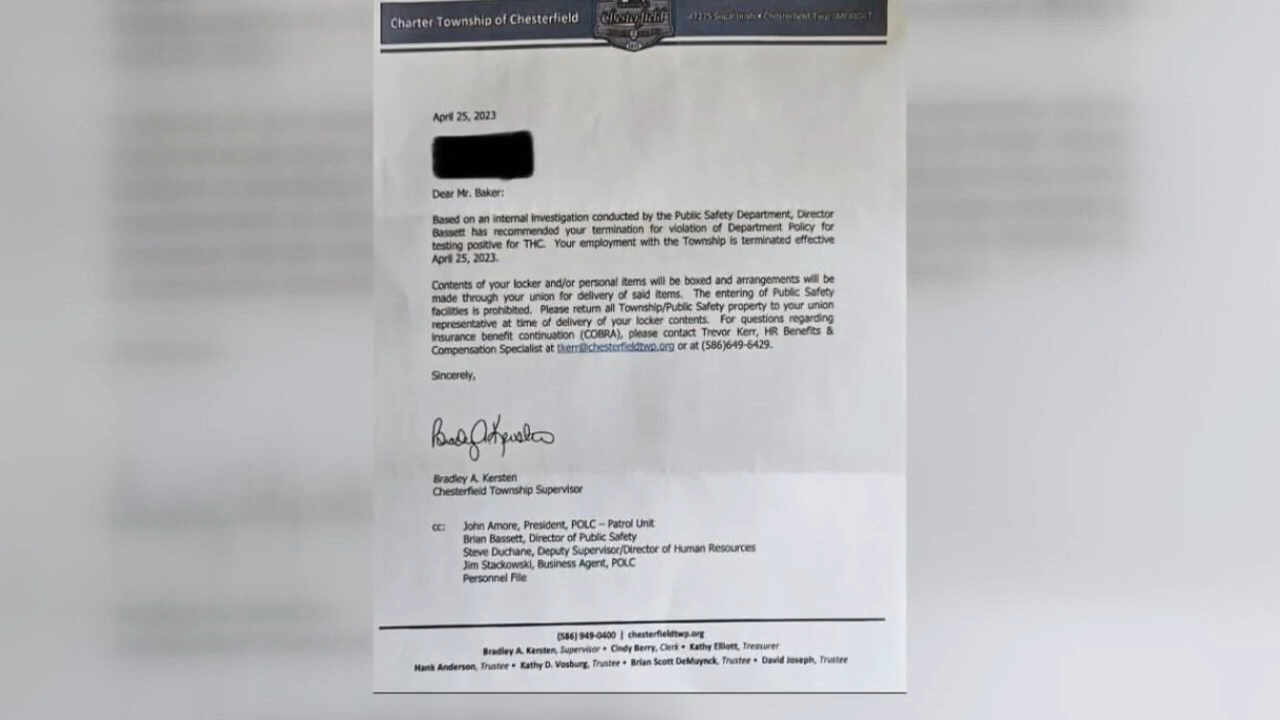 Charter Township of Chesterfield
Chesterfield
47275 Sugarbush • Chesterfield Twp., MI 48047
April 25, 2023
Dear Mr. Baker:
Based on an internal investigation conducted by the Public Safety Department, Director
Bassett has recommended your termination for violation of Department Policy for
testing positive for THC. Your employment with the Township is terminated effective
April 25, 2023.
Contents of your locker and/or personal items will be boxed and arrangements will be
made through your union for delivery of said items. The entering of Public Safety
facilities is prohibited. Please return all Township/Public Safety property to your union
representative at time of delivery of your locker contents. For questions regarding
insurance benefit continuation (COBRA), please contact Trevor Kerr, HR Benefits &
Compensation Specialist at tkerr@chesterfieldtwp.org or at (586)649-6429.
Sincerely,
Bradley A. Kersten
Bradley A. Kersten
Chesterfield Township Supervisor
cc: John Amore, President, POLC – Patrol Unit
Brian Bassett, Director of Public Safety
Steve Duchane, Deputy Supervisor/Director of Human Resources
Jim Stackowski, Business Agent, POLC
Personnel File
(586) 949-0400 | chesterfieldtwp.org
Bradley A. Kersten, Supervisor • Cindy Berry, Clerk • Kathy Elliott, Treasurer
Hank Anderson, Trustee • Kathy D. Vosburg, Trustee • Brian Scott DeMuynck, Trustee • David Joseph, Trustee